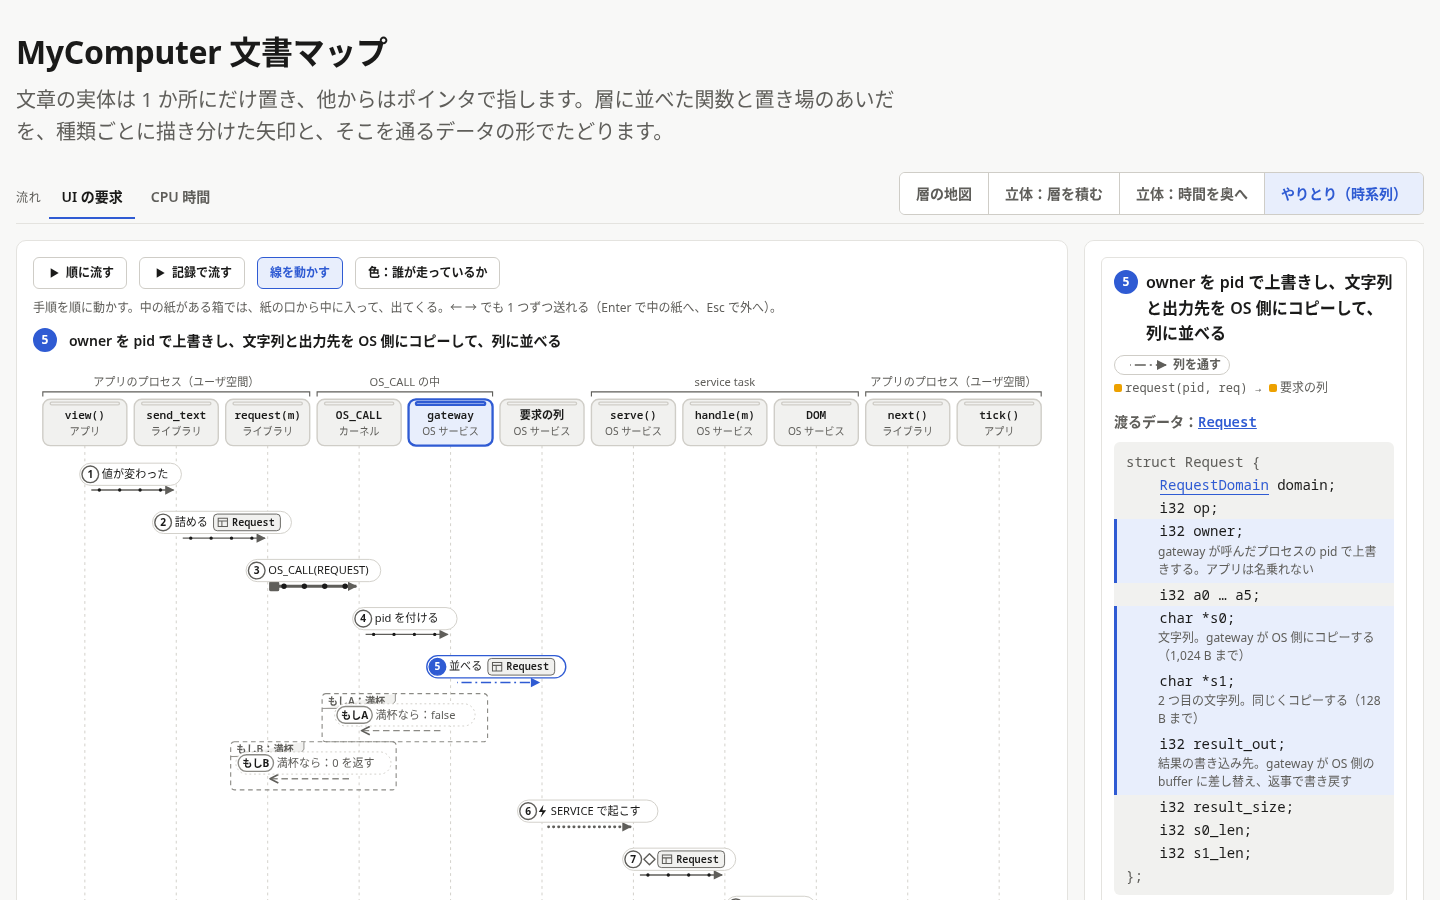 MyComputer 文書マップ
文章の実体は 1 か所にだけ置き、他からはポインタで指します。層に並べた関数と置き場のあいだ
を、種類ごとに描き分けた矢印と、そこを通るデータの形でたどります。
流れ UI の要求 CPU 時間
層の地図 立体：層を積む 立体：時間を奥へ やりとり（時系列）
▶ 順に流す ▶ 記録で流す 線を動かす 色：誰が走っているか
手順を順に動かす。中の紙がある箱では、紙の口から中に入って、出てくる。← → でも 1 つずつ送れる（Enter で中の紙へ、Esc で外へ）。
5 owner を pid で上書きし、文字列と出力先を OS 側にコピーして、列に並べる
アプリのプロセス（ユーザ空間） OS_CALL の中 service task アプリのプロセス（ユーザ空間）
view() send_text request(m) OS_CALL gateway 要求の列 serve() handle(m) DOM next() tick()
アプリ ライブラリ ライブラリ カーネル OS サービス OS サービス OS サービス OS サービス OS サービス ライブラリ アプリ
1 値が変わった
2 詰める Request
3 OS_CALL(REQUEST)
4 pid を付ける
5 並べる Request
もしA：満杯
もしA 満杯なら：false
もしB：満杯
もしB 満杯なら：0 を返す
6 SERVICE で起こす
7 Request
5 owner を pid で上書きし、文字列
と出力先を OS 側にコピーして、
列に並べる
列を通す
request(pid, req) → 要求の列
渡るデータ：Request
struct Request {
RequestDomain domain;
i32 op;
i32 owner;
gateway が呼んだプロセスの pid で上書
きする。アプリは名乗れない
i32 a0 … a5;
char *s0;
文字列。gateway が OS 側にコピーする
（1,024 B まで）
char *s1;
2 つ目の文字列。同じくコピーする（128
B まで）
i32 result_out;
結果の書き込み先。gateway が OS 側の
buffer に差し替え、返事で書き戻す
i32 result_size;
i32 s0_len;
i32 s1_len;
};